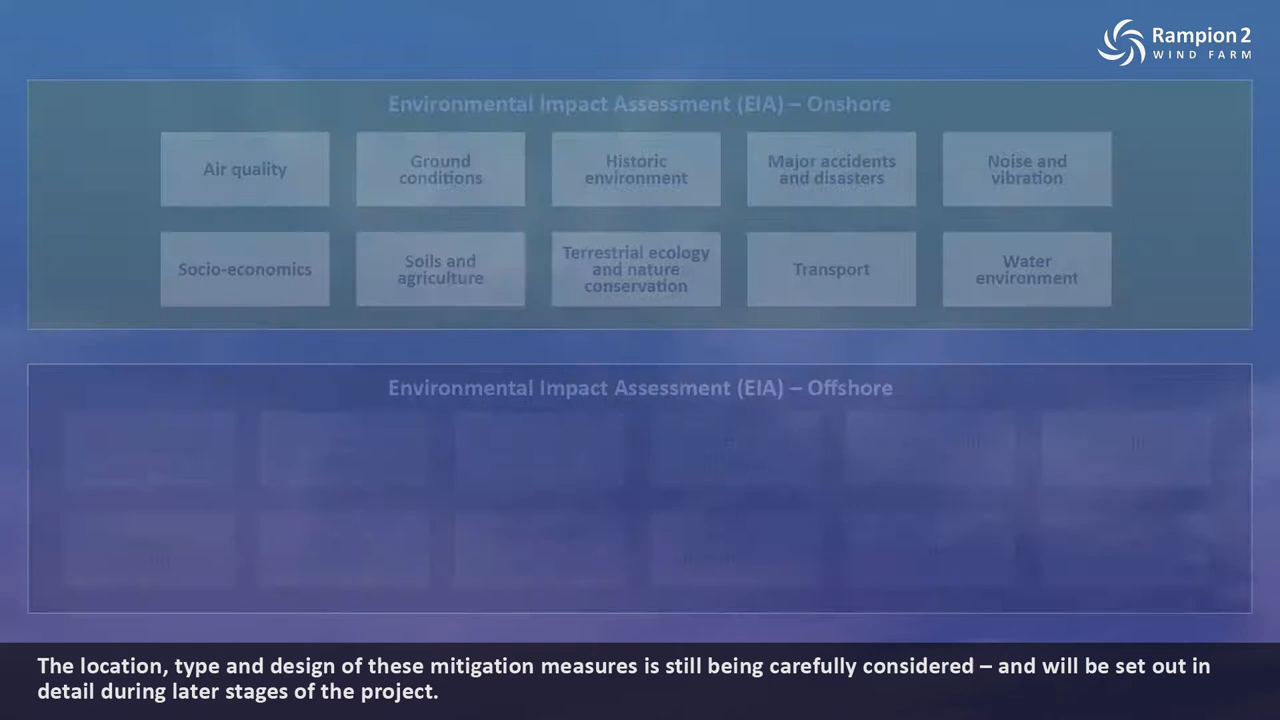 Rampion 2
WIND FARM
Environmental Impact Assessment (EIA) – Onshore
Air quality
Ground
conditions
Historic
environment
Major accidents
and disasters
Noise and
vibration
Socio-economics
Soils and
agriculture
Terrestrial ecology
and nature
conservation
Transport
Water
environment
Environmental Impact Assessment (EIA) – Offshore
The location, type and design of these mitigation measures is still being carefully considered – and will be set out in
detail during later stages of the project.